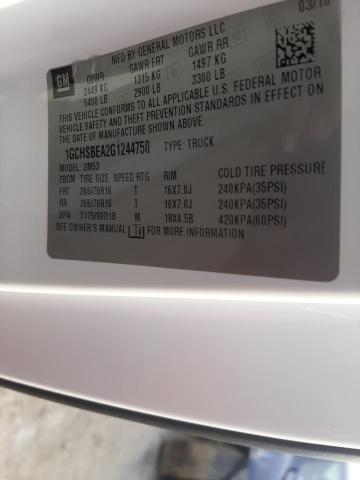 MFD BY GENERAL MOTORS LLC
03/16
GM
GVWR GAWR FRT GAWR RR
2449 KG 1315 KG 1497 KG
5400 LB 2900 LB 3300 LB
THIS VEHICLE CONFORMS TO ALL APPLICABLE U.S. FEDERAL MOTOR
VEHICLE SAFETY AND THEFT PREVENTION STANDARDS IN EFFECT ON
THE DATE OF MANUFACTURE SHOWN ABOVE.
1GCHSBEA2G1244750 TYPE: TRUCK
MODEL: 2M53
2BCM TIRE SIZE SPEED RTG RIM COLD TIRE PRESSURE
FRT 265/70R16 T 16X7.0J 240KPA(35PSI)
RR 265/70R16 T 16X7.0J 240KPA(35PSI)
SPA T175/90D18 M 18X4.5B 420KPA(60PSI)
SEE OWNER'S MANUAL FOR MORE INFORMATION